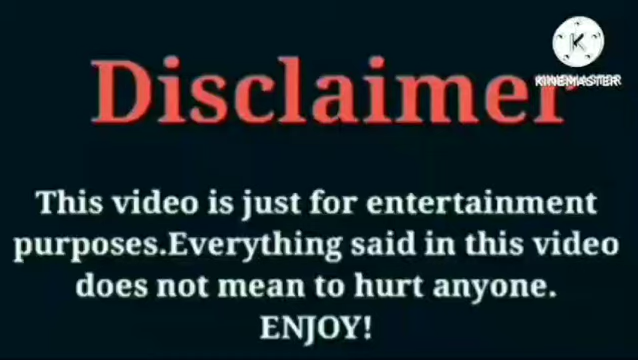 K
KINEMASTER
Disclaimer
This video is just for entertainment
purposes.Everything said in this video
does not mean to hurt anyone.
ENJOY!